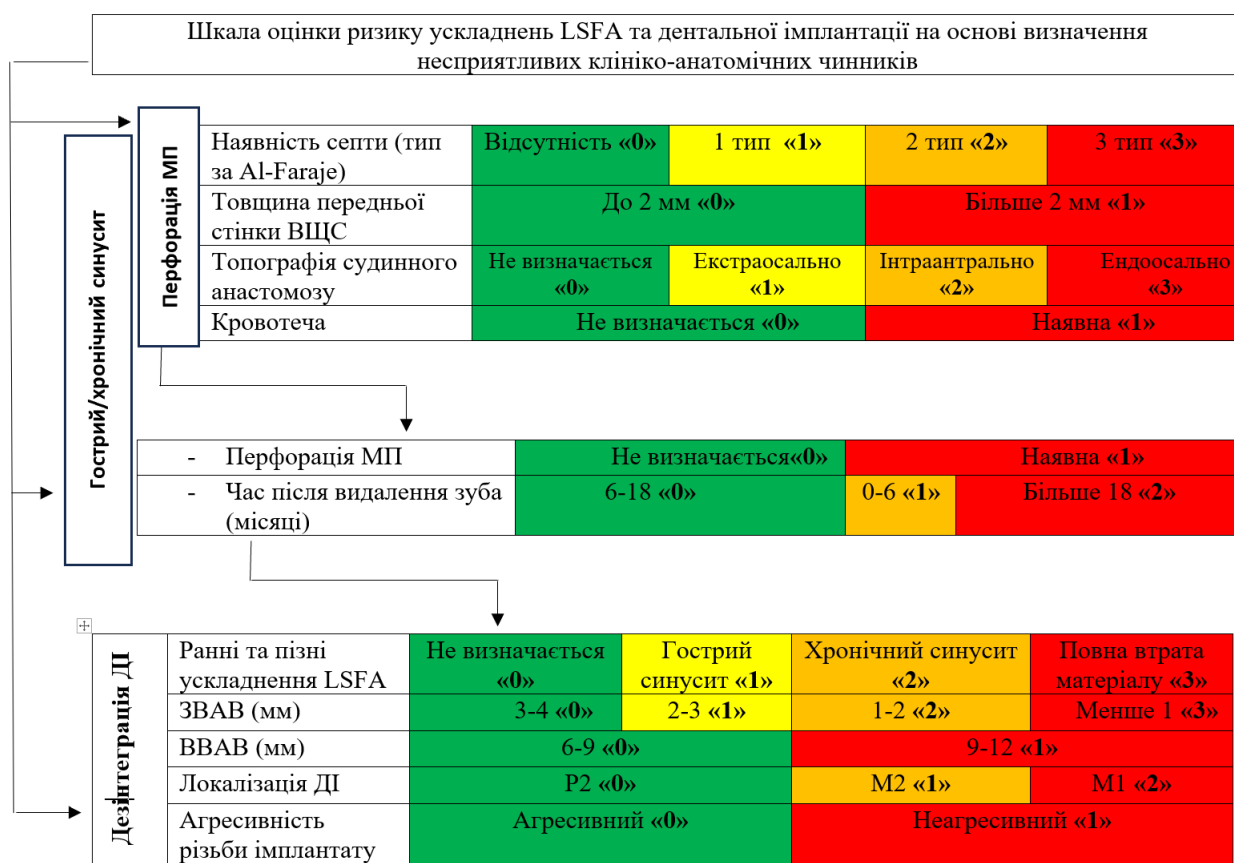 Шкала оцінки ризику ускладнень LSFA та дентальної імплантації на основі визначення
несприятливих клініко-анатомічних чинників
Гострий/хронічний синусит
Перфорація МП
Наявність септи (тип
за Al-Faraje)
Відсутність «0»
1 тип «1»
2 тип «2»
3 тип «3»
Товщина передньої
стінки ВЩС
До 2 мм «0»
Більше 2 мм «1»
Топографія судинного
анастомозу
Не визначається
«0»
Екстраосально
«1»
Інтраантрально
«2»
Ендоосально
«3»
Кровотеча
Не визначається «0»
Наявна «1»
- Перфорація МП
Не визначається«0»
Наявна «1»
- Час після видалення зуба
(місяці)
6-18 «0»
0-6 «1»
Більше 18 «2»
Дезінтеграція ДІ
Ранні та пізні
ускладнення LSFA
Не визначається
«0»
Гострий
синусит «1»
Хронічний синусит
«2»
Повна втрата
матеріалу «3»
ЗВАВ (мм)
3-4 «0»
2-3 «1»
1-2 «2»
Менше 1 «3»
ВВАВ (мм)
6-9 «0»
9-12 «1»
Локалізація ДІ
Р2 «0»
М2 «1»
М1 «2»
Агресивність
різьби імплантату
Агресивний «0»
Неагресивний «1»